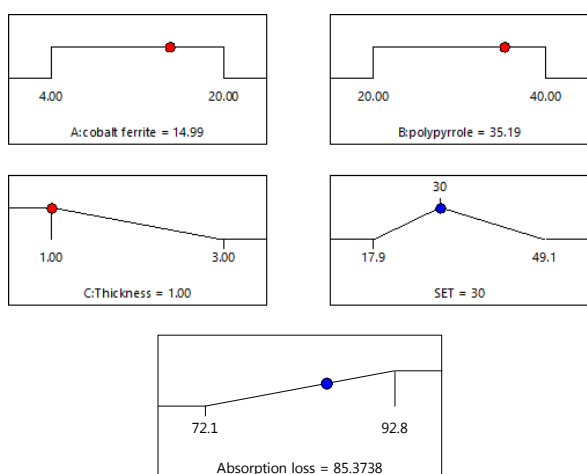 4.00 20.00
A:cobalt ferrite = 14.99
20.00 40.00
B:polypyrrole = 35.19
1.00 3.00
C:Thickness = 1.00
30
17.9 49.1
SET = 30
72.1 92.8
Absorption loss = 85.3738